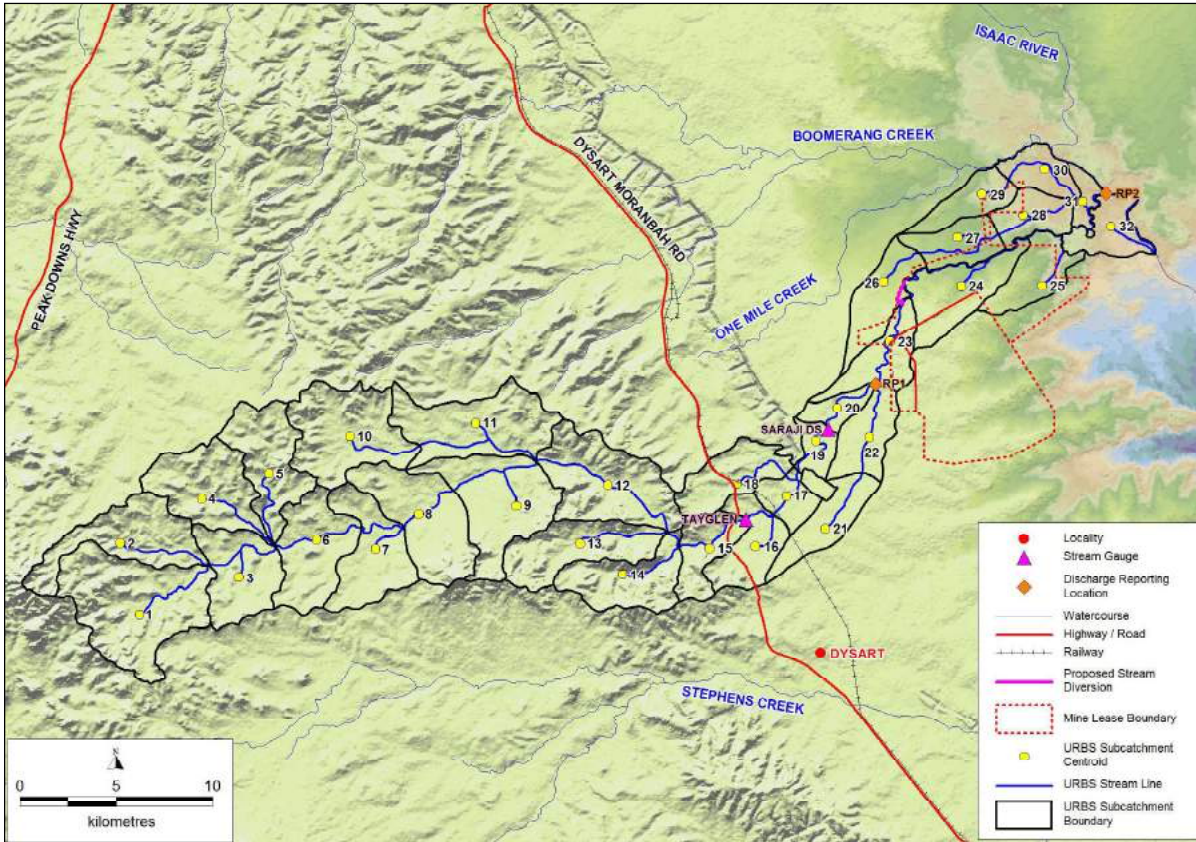 ISAAC RIVER
BOOMERANG CREEK
PEAK DOWNS HWY
DYSART MORANBAH RD
ONE MILE CREEK
30
29
RP2
31
28
32
27
26
24
25
23
RP1
20
SARAJI DS
19
22
11
10
5
4
12
18
17
9
8
TAYGLEN
21
2
6
7
13
15
16
3
14
1
DYSART
STEPHENS CREEK
N
0 5 10
kilometres
Locality
Stream Gauge
Discharge Reporting
Location
Watercourse
Highway / Road
Railway
Proposed Stream
Diversion
Mine Lease Boundary
URBS Subcatchment
Centroid
URBS Stream Line
URBS Subcatchment
Boundary